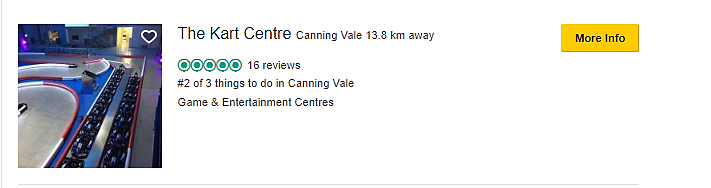 The Kart Centre Canning Vale 13.8 km away
More Info
16 reviews
#2 of 3 things to do in Canning Vale
Game & Entertainment Centres